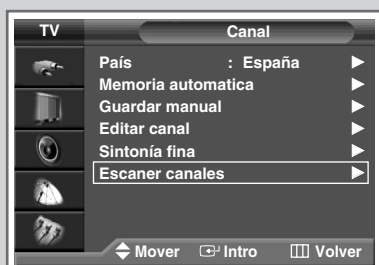 TV Canal
País : España
Memoria automatica
Guardar manual
Editar canal
Sintonía fina
Escaner canales
Mover Intro Volver